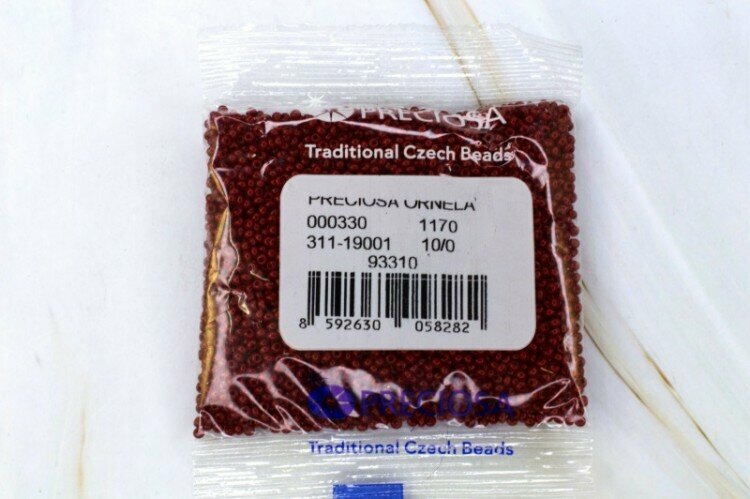 PRECIOSA
Traditional Czech Beads
PRECIOSA ORNELA
000330 1170
311-19001 10/0
93310
8 592630 058282
PRECIOSA
Traditional Czech Beads